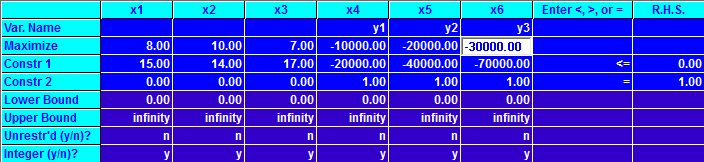 x1 x2 x3 x4 x5 x6 Enter <, >, or = R.H.S.
Var. Name y1 y2 y3
Maximize 8.00 10.00 7.00 -10000.00 -20000.00 -30000.00
Constr 1 15.00 14.00 17.00 -20000.00 -40000.00 -70000.00 <= 0.00
Constr 2 0.00 0.00 0.00 1.00 1.00 1.00 = 1.00
Lower Bound 0.00 0.00 0.00 0.00 0.00 0.00
Upper Bound infinity infinity infinity infinity infinity infinity
Unrestr'd (y/n)? n n n n n n
Integer (y/n)? y y y y y y